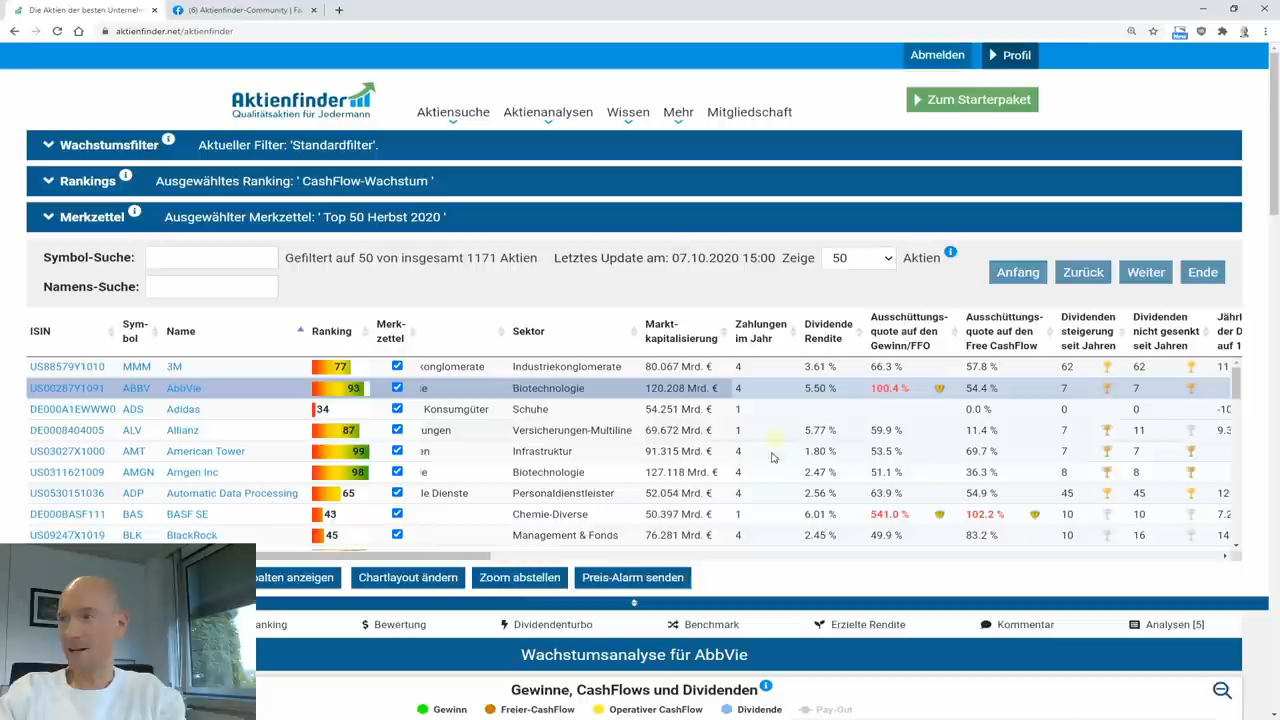 Die Aktien der besten Unterneh
(6) Aktienfinder-Community | Fa
aktienfinder.net/aktienfinder
New
Abmelden
Profil
Aktienfinder
Qualitätsaktien für Jedermann
Aktiensuche Aktienanalysen Wissen Mehr Mitgliedschaft
Zum Starterpaket
Wachstumsfilter Aktueller Filter: 'Standardfilter'.
Rankings Ausgewähltes Ranking: ' CashFlow-Wachstum '
Merkzettel Ausgewählter Merkzettel: ' Top 50 Herbst 2020 '
Symbol-Suche: Gefiltert auf 50 von insgesamt 1171 Aktien Letztes Update am: 07.10.2020 15:00 Zeige 50 Aktien
Namens-Suche:
Anfang Zurück Weiter Ende
ISIN Sym-bol Name Ranking Merk-zettel Sektor Markt-kapitalisierung Zahlungen im Jahr Dividende Rendite Ausschüttungs-quote auf den Gewinn/FFO Ausschüttungs-quote auf den Free CashFlow Dividenden steigerung seit Jahren Dividenden nicht gesenkt seit Jahren Jährl der D auf 1
US88579Y1010 MMM 3M 77 konglomerate Industriekonglomerate 80.067 Mrd. € 4 3.61 % 66.3 % 57.8 % 62 62 11
US00287Y1091 ABBV AbbVie 93 ie Biotechnologie 120.208 Mrd. € 4 5.50 % 100.4 % 54.4 % 7 7
DE000A1EWWW0 ADS Adidas 34 Konsumgüter Schuhe 54.251 Mrd. € 1 0.0 % 0 0 -10
DE0008404005 ALV Allianz 87 ungen Versicherungen-Multiline 69.672 Mrd. € 1 5.77 % 59.9 % 11.4 % 7 11 9.3
US03027X1000 AMT American Tower 99 en Infrastruktur 91.315 Mrd. € 4 1.80 % 53.5 % 69.7 % 7 7
US0311621009 AMGN Amgen Inc 98 ie Biotechnologie 127.118 Mrd. € 4 2.47 % 51.1 % 36.3 % 8 8
US0530151036 ADP Automatic Data Processing 65 le Dienste Personaldienstleister 52.054 Mrd. € 4 2.56 % 63.9 % 54.9 % 45 45 12
DE000BASF111 BAS BASF SE 43 Chemie-Diverse 50.397 Mrd. € 1 6.01 % 541.0 % 102.2 % 10 10 7.2
US09247X1019 BLK BlackRock 45 Management & Fonds 76.281 Mrd. € 4 2.45 % 49.9 % 83.2 % 10 16 14
palten anzeigen Chartlayout ändern Zoom abstellen Preis-Alarm senden
anking $ Bewertung Dividendenturbo Benchmark Erzielte Rendite Kommentar Analysen [5]
Wachstumsanalyse für AbbVie
Gewinne, CashFlows und Dividenden
Gewinn Freier-CashFlow Operativer CashFlow Dividende Pay-Out